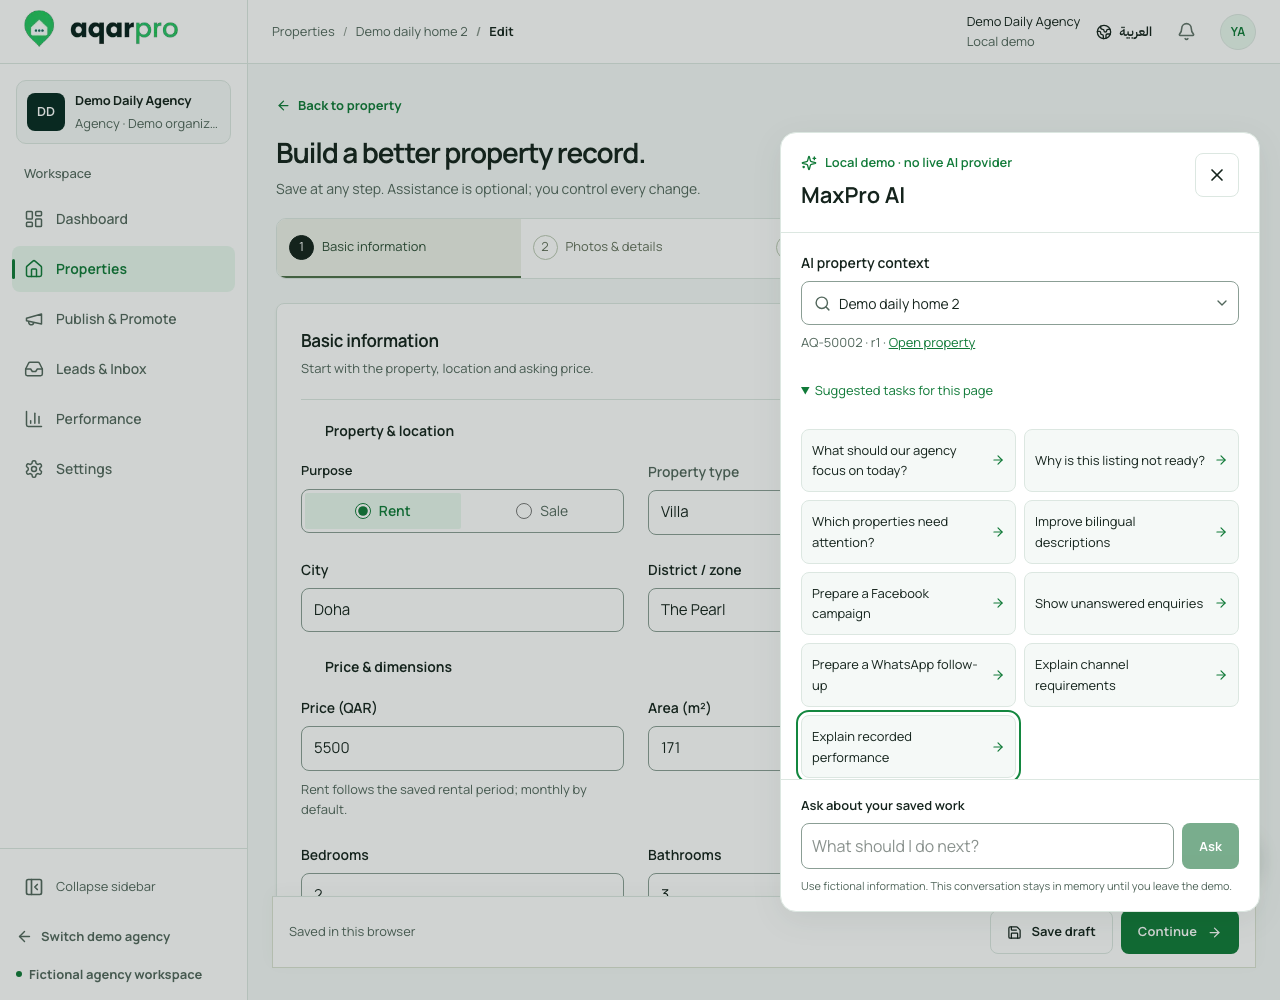 aqarpro
Properties / Demo daily home 2 / Edit
Demo Daily Agency
Local demo
العربية
YA
DD
Demo Daily Agency
Agency · Demo organiz...
Workspace
Dashboard
Properties
Publish & Promote
Leads & Inbox
Performance
Settings
Collapse sidebar
Switch demo agency
Fictional agency workspace
Back to property
Build a better property record.
Save at any step. Assistance is optional; you control every change.
1 Basic information
2 Photos & details
Basic information
Start with the property, location and asking price.
Property & location
Purpose
Rent
Sale
Property type
Villa
City
Doha
District / zone
The Pearl
Price & dimensions
Price (QAR)
5500
Rent follows the saved rental period; monthly by
default.
Area (m²)
171
Bedrooms
2
Bathrooms
3
Saved in this browser
Save draft
Continue
Local demo · no live AI provider
MaxPro AI
AI property context
Demo daily home 2
AQ-50002 · r1 · Open property
Suggested tasks for this page
What should our agency
focus on today?
Why is this listing not ready?
Which properties need
attention?
Improve bilingual
descriptions
Prepare a Facebook
campaign
Show unanswered enquiries
Prepare a WhatsApp follow-
up
Explain channel
requirements
Explain recorded
performance
Ask about your saved work
What should I do next?
Ask
Use fictional information. This conversation stays in memory until you leave the demo.